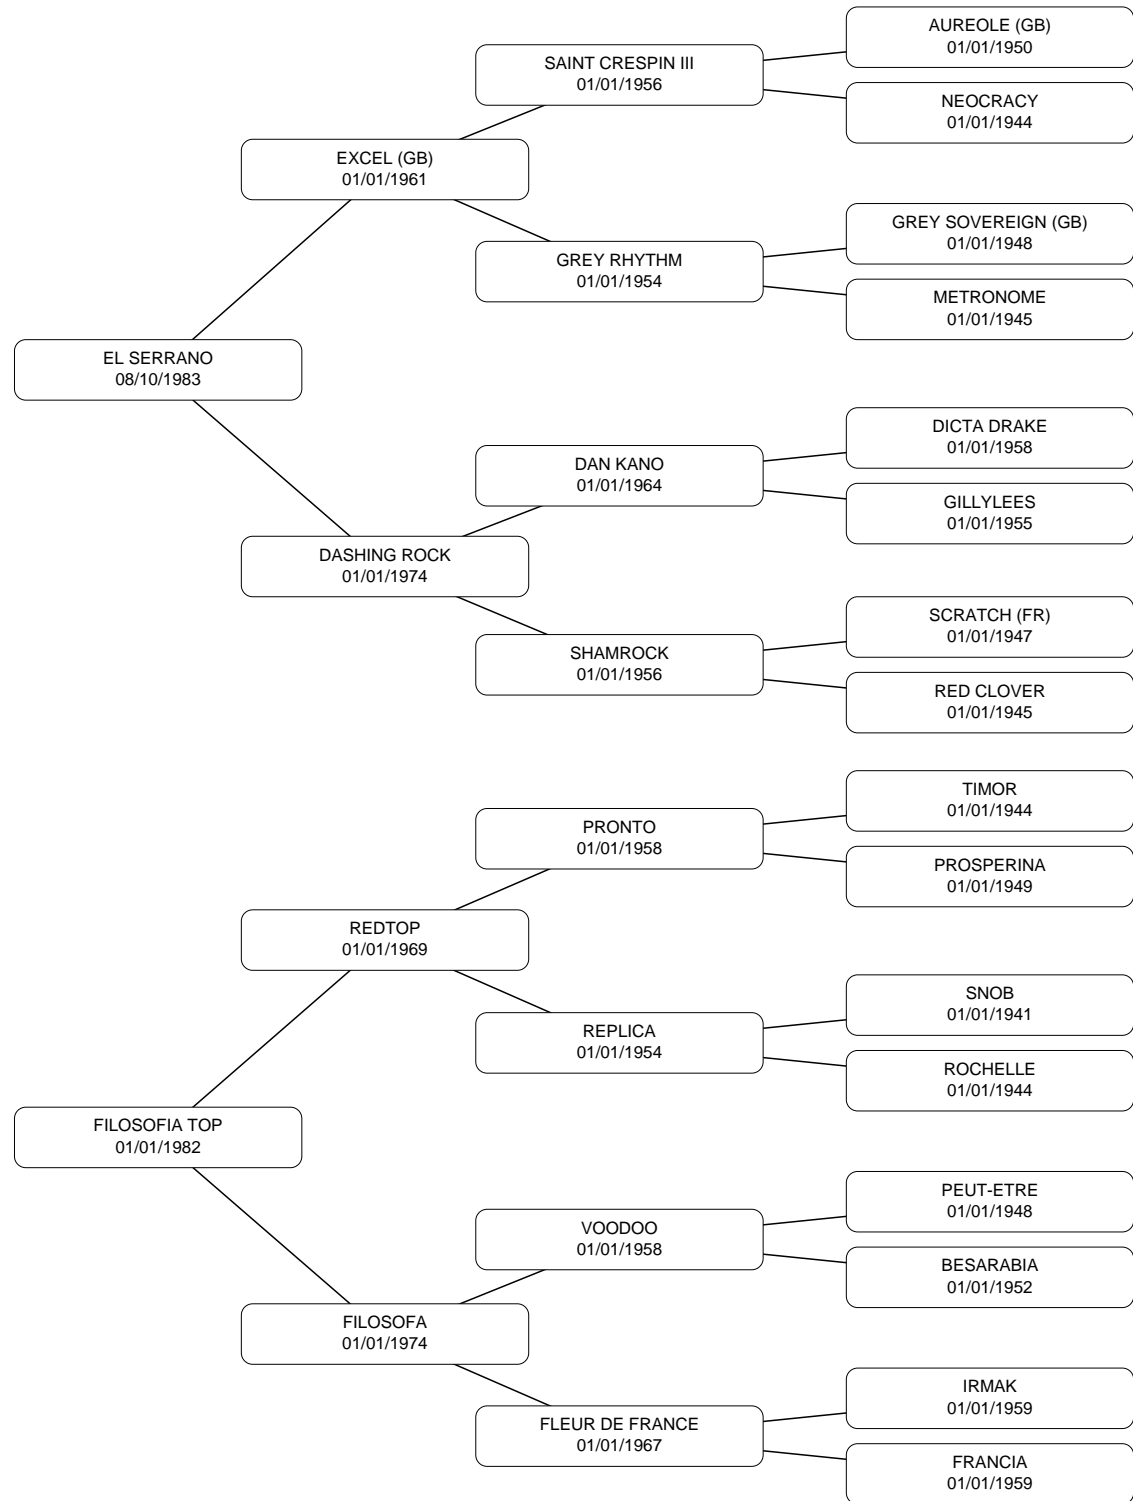 AUREOLE (GB)
01/01/1950
SAINT CRESPIN III
01/01/1956
NEOCRACY
01/01/1944
EXCEL (GB)
01/01/1961
GREY SOVEREIGN (GB)
01/01/1948
GREY RHYTHM
01/01/1954
METRONOME
01/01/1945
EL SERRANO
08/10/1983
DICTA DRAKE
01/01/1958
DAN KANO
01/01/1964
GILLYLEES
01/01/1955
DASHING ROCK
01/01/1974
SCRATCH (FR)
01/01/1947
SHAMROCK
01/01/1956
RED CLOVER
01/01/1945
TIMOR
01/01/1944
PRONTO
01/01/1958
PROSPERINA
01/01/1949
REDTOP
01/01/1969
SNOB
01/01/1941
REPLICA
01/01/1954
ROCHELLE
01/01/1944
FILOSOFIA TOP
01/01/1982
PEUT-ETRE
01/01/1948
VOODOO
01/01/1958
BESARABIA
01/01/1952
FILOSOFA
01/01/1974
IRMAK
01/01/1959
FLEUR DE FRANCE
01/01/1967
FRANCIA
01/01/1959